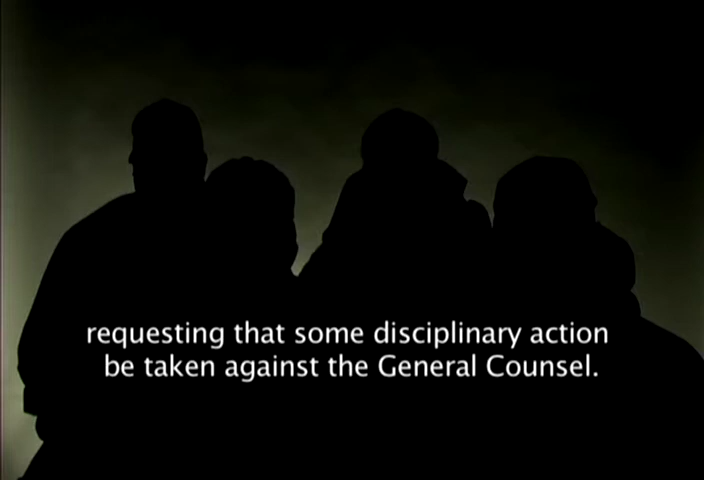 requesting that some disciplinary action
be taken against the General Counsel.